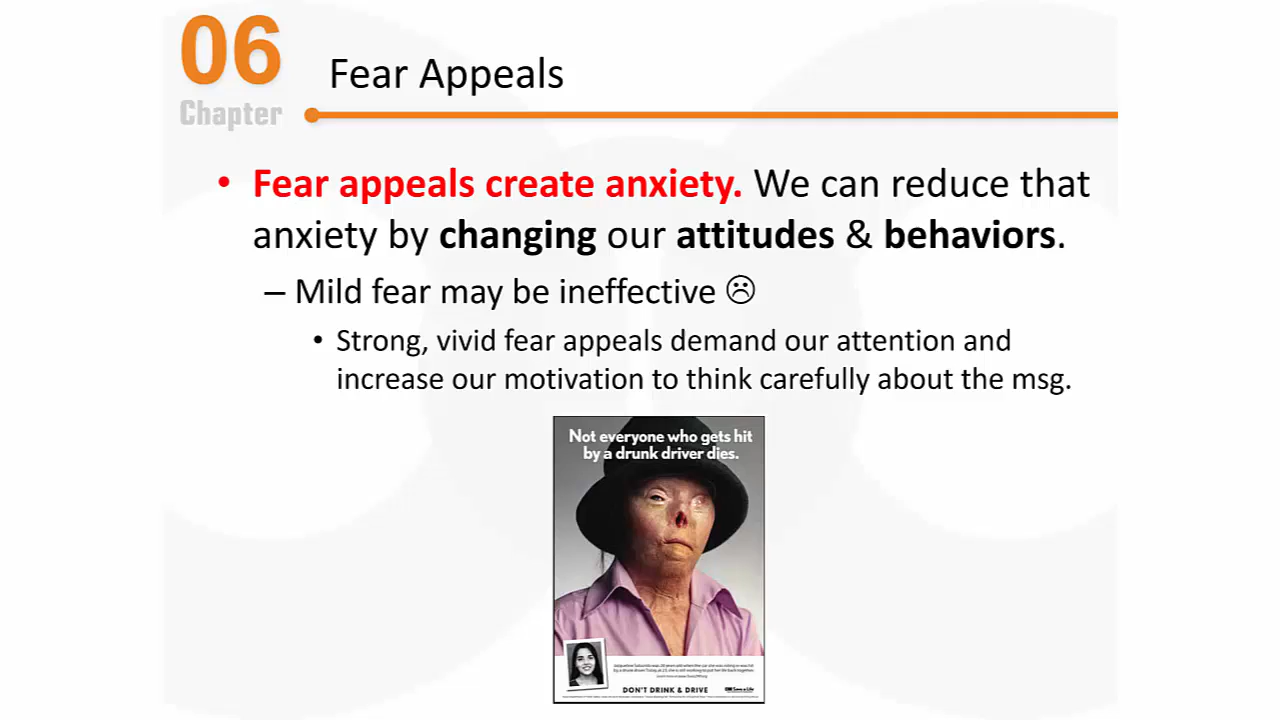 06
Chapter
Fear Appeals
• Fear appeals create anxiety. We can reduce that
anxiety by changing our attitudes & behaviors.
– Mild fear may be ineffective ☹
• Strong, vivid fear appeals demand our attention and
increase our motivation to think carefully about the msg.
Not everyone who gets hit
by a drunk driver dies.
DON'T DRINK & DRIVE
Save a Life